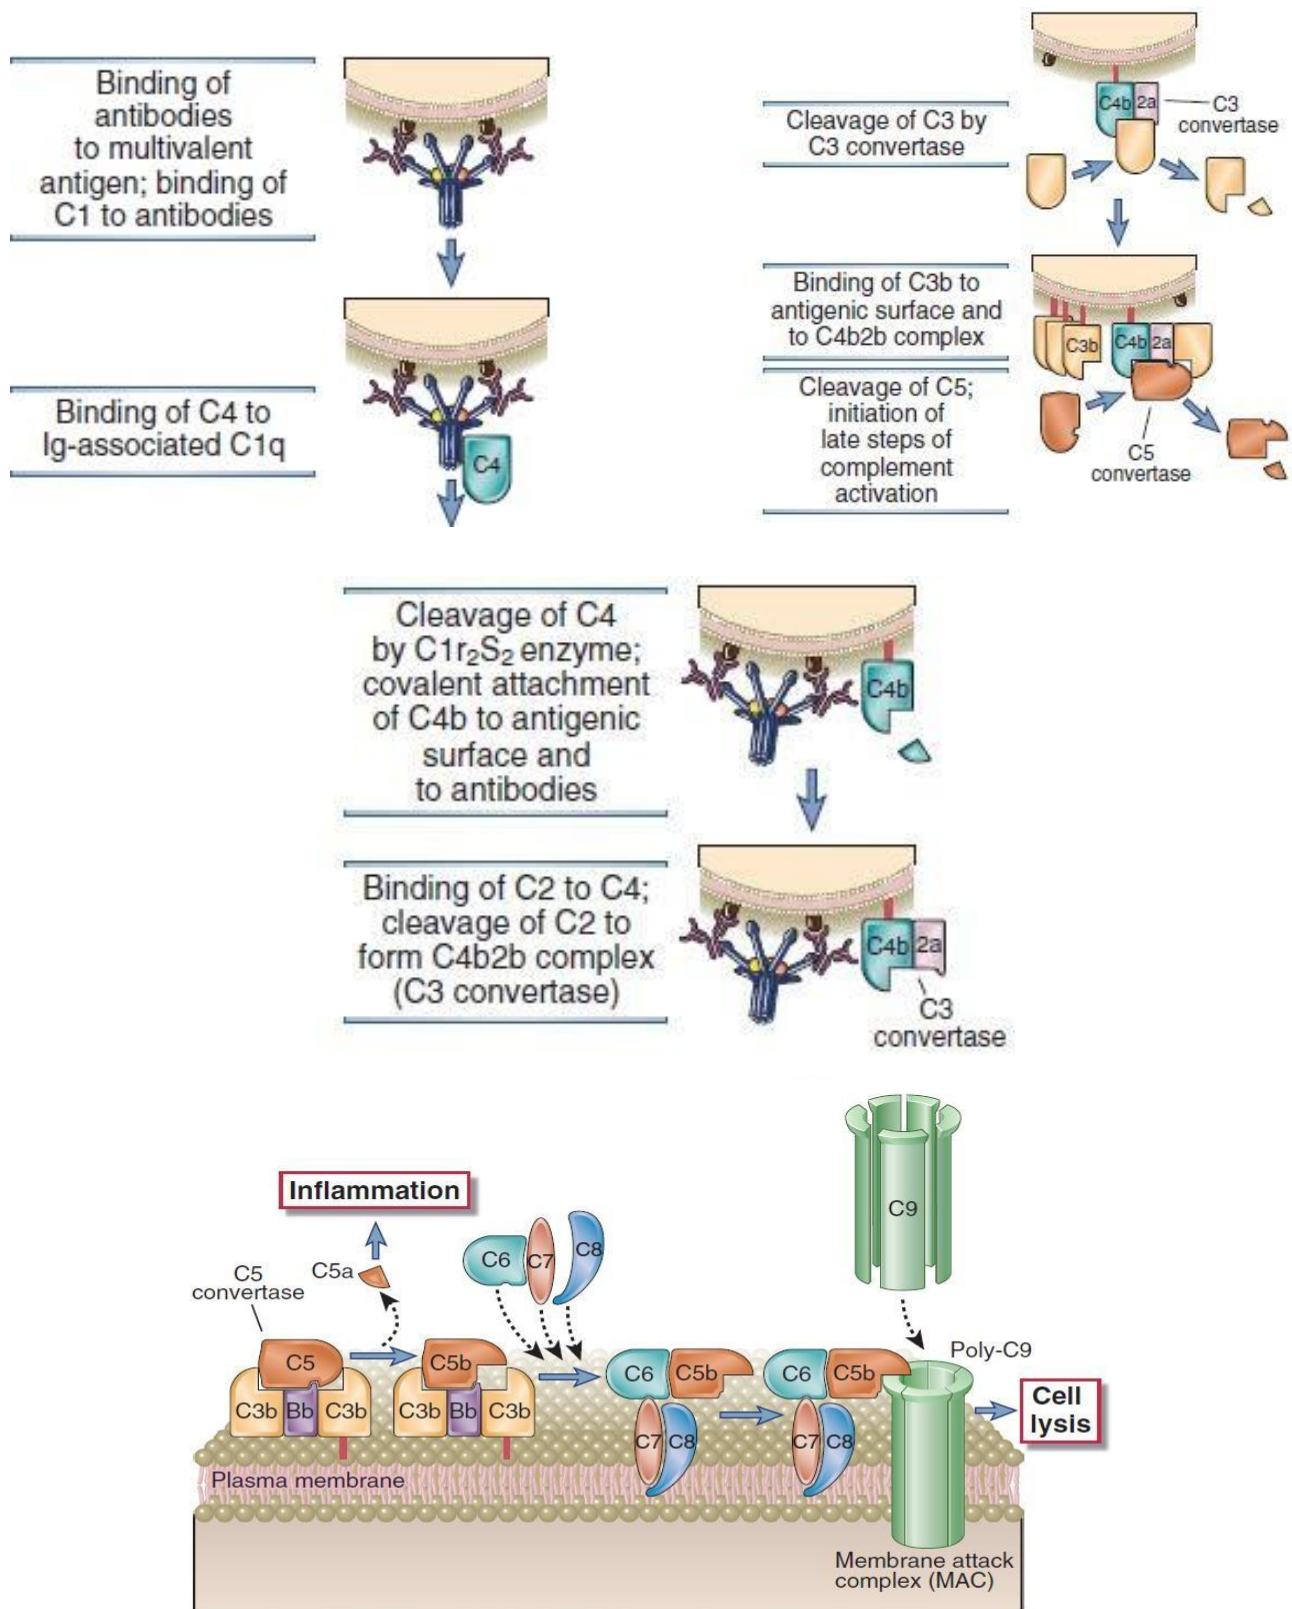 Binding of
antibodies
to multivalent
antigen; binding of
C1 to antibodies
Binding of C4 to
Ig-associated C1q
C4
Cleavage of C3 by
C3 convertase
C4b 2a
C3
convertase
Binding of C3b to
antigenic surface and
to C4b2b complex
C3b
C4b 2a
Cleavage of C5;
initiation of
late steps of
complement
activation
C5
convertase
Cleavage of C4
by C1r₂S₂ enzyme;
covalent attachment
of C4b to antigenic
surface and
to antibodies
C4b
Binding of C2 to C4;
cleavage of C2 to
form C4b2b complex
(C3 convertase)
C4b 2a
C3
convertase
Inflammation
C5
convertase
C5a
C6
C7
C8
C9
C5
C3b Bb C3b
C5b
C3b Bb C3b
C6 C5b
C7 C8
C6 C5b
C7 C8
Poly-C9
Cell
lysis
Plasma membrane
Membrane attack
complex (MAC)